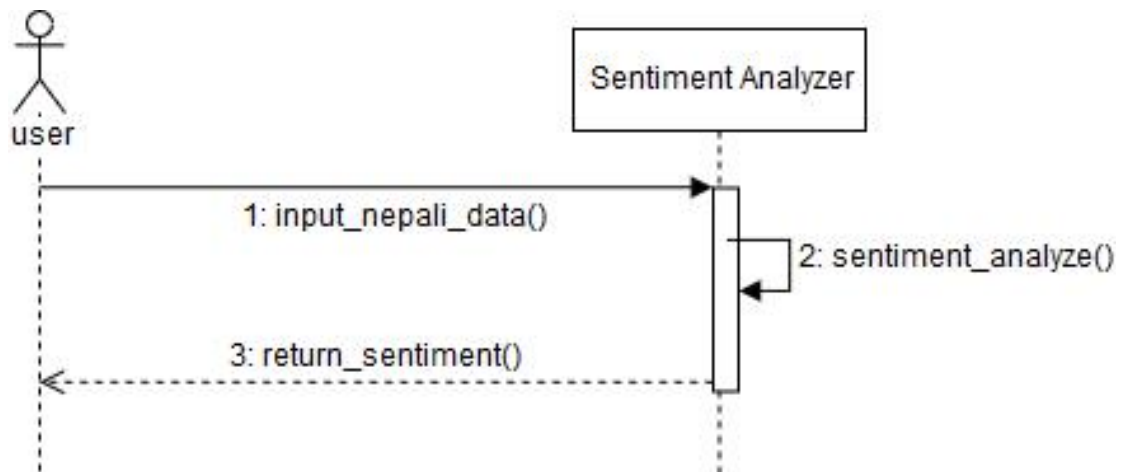 user
Sentiment Analyzer
1: input_nepali_data()
2: sentiment_analyze()
3: return_sentiment()